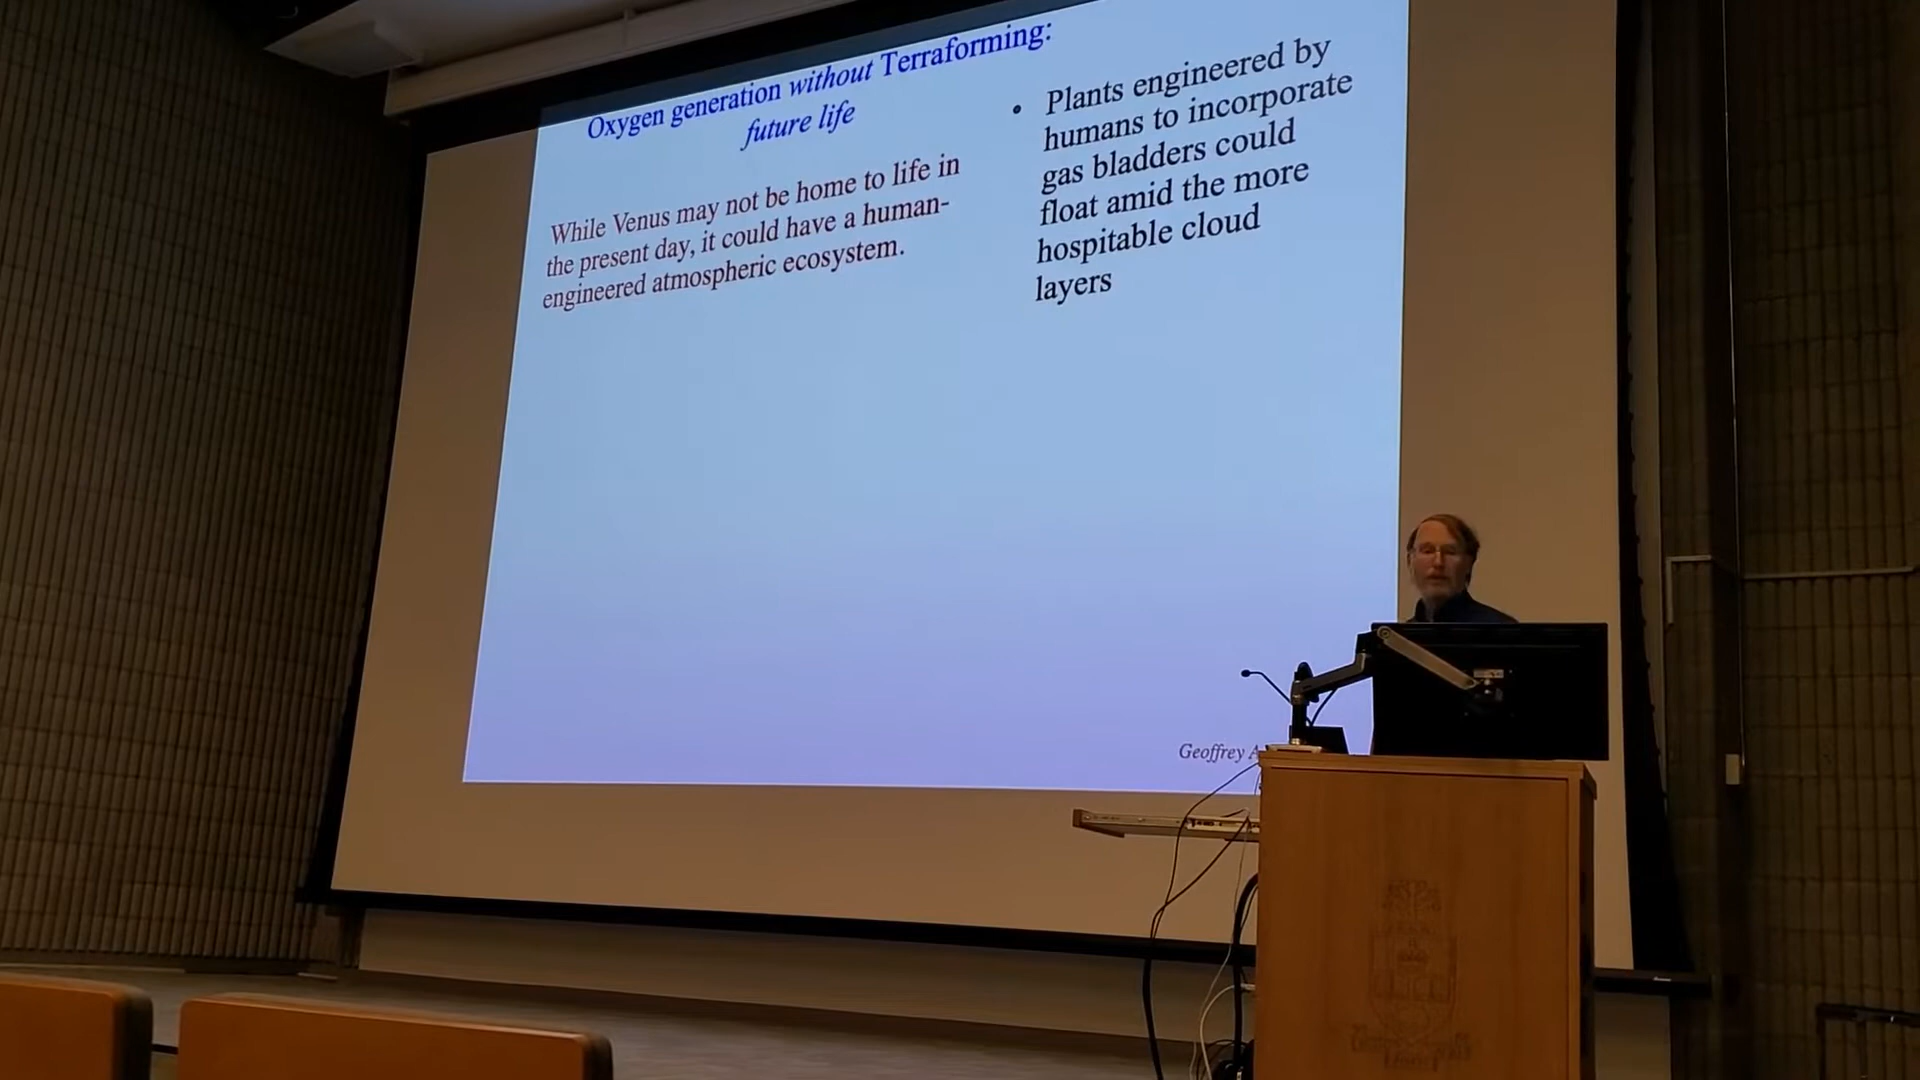 Oxygen generation without Terraforming:
future life
While Venus may not be home to life in
the present day, it could have a human-
engineered atmospheric ecosystem.
• Plants engineered by
humans to incorporate
gas bladders could
float amid the more
hospitable cloud
layers
Geoffrey A